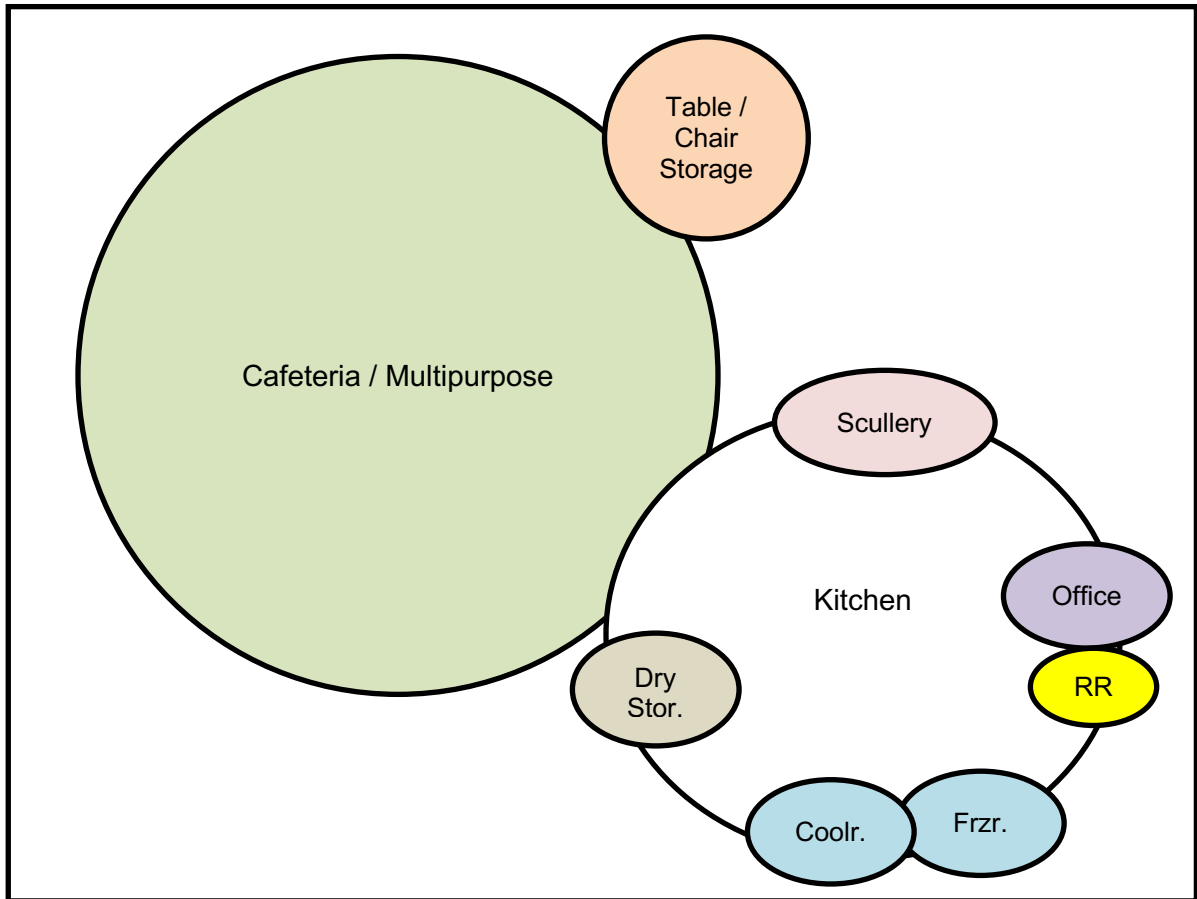 Table /
Chair
Storage
Cafeteria / Multipurpose
Scullery
Kitchen
Office
Dry
Stor.
RR
Coolr.
Frzr.